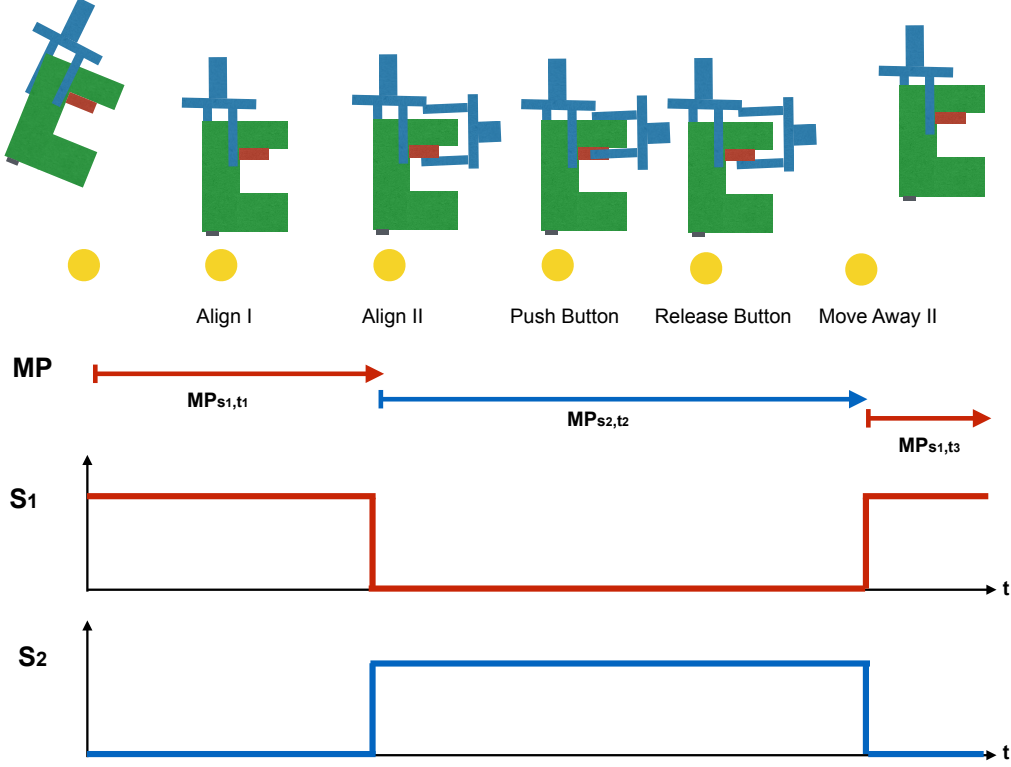 Align I
Align II
Push Button
Release Button
Move Away II
MP
MPs1,t1
MPs2,t2
MPs1,t3
S1
t
S2
t